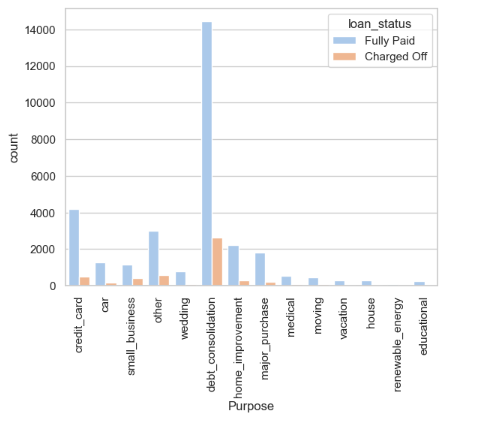 loan_status
Fully Paid
Charged Off
14000
12000
10000
8000
6000
4000
2000
0
count
credit_card
car
small_business
other
wedding
debt_consolidation
home_improvement
major_purchase
medical
moving
vacation
house
renewable_energy
educational
Purpose